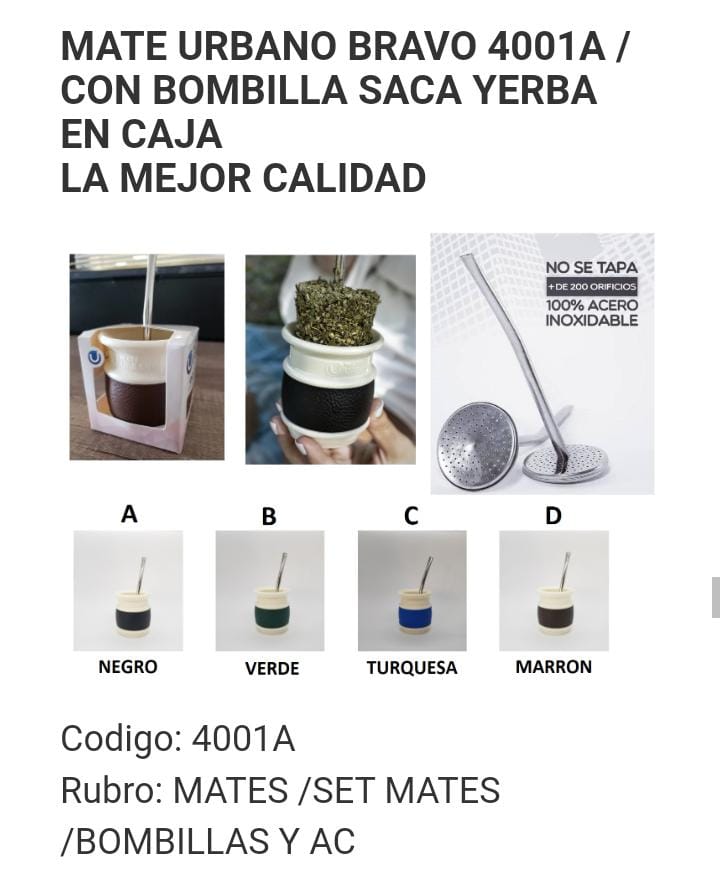 MATE URBANO BRAVO 4001A /
CON BOMBILLA SACA YERBA
EN CAJA
LA MEJOR CALIDAD
NO SE TAPA
+DE 200 ORIFICIOS
100% ACERO
INOXIDABLE
A B C D
NEGRO VERDE TURQUESA MARRON
Codigo: 4001A
Rubro: MATES /SET MATES
/BOMBILLAS Y AC